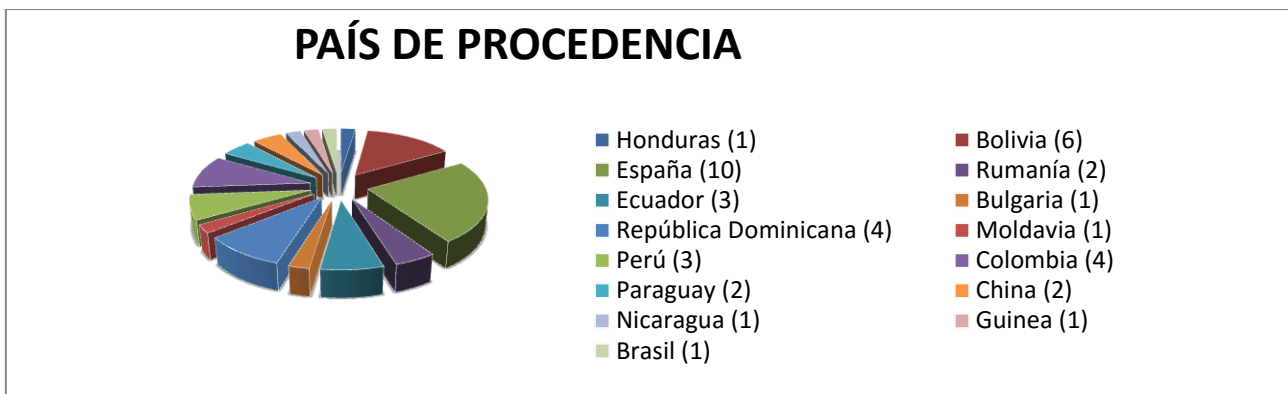 PAÍS DE PROCEDENCIA
Honduras (1)
Bolivia (6)
España (10)
Rumanía (2)
Ecuador (3)
Bulgaria (1)
República Dominicana (4)
Moldavia (1)
Perú (3)
Colombia (4)
Paraguay (2)
China (2)
Nicaragua (1)
Guinea (1)
Brasil (1)